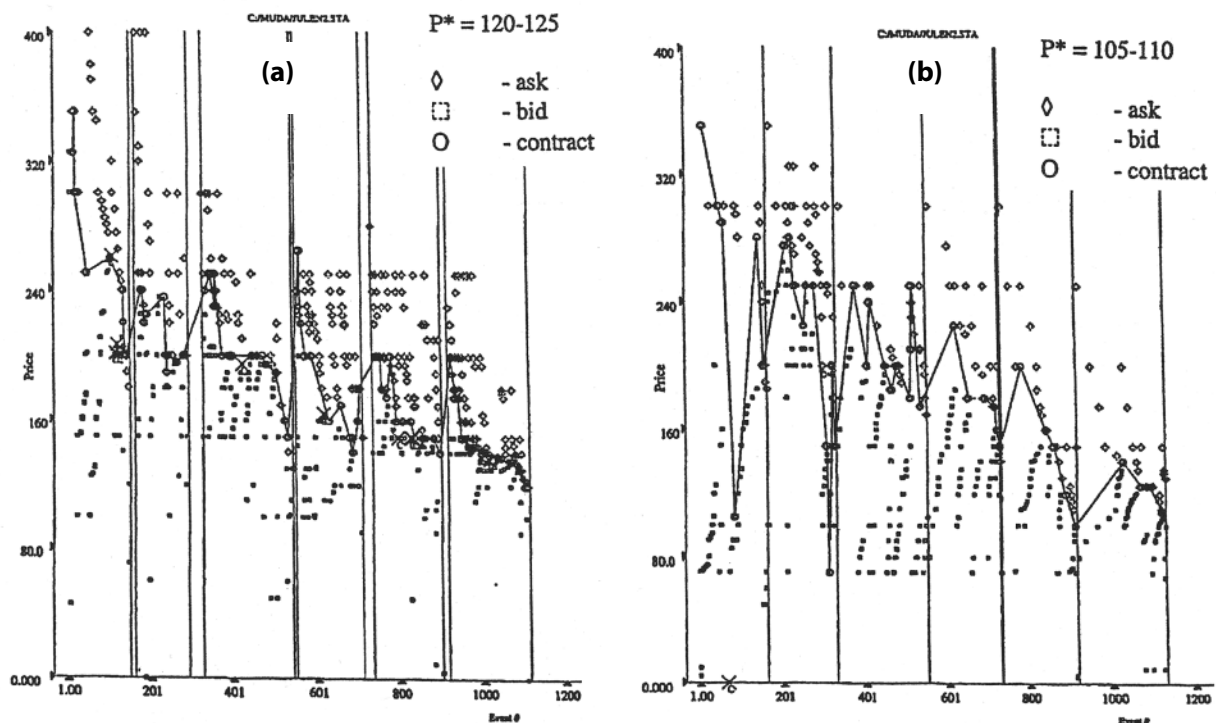 C:/MUDA/JULEN1.STA
P* = 120-125
(a)
◇ - ask
□ - bid
O - contract
400
320
240
Price
160
80.0
0.000
1.00 201 401 601 800 1000 1200
Event #
C:/MUDA/JULEN2.STA
P* = 105-110
(b)
◇ - ask
□ - bid
O - contract
400
320
240
Price
160
80.0
0.000
1.00 201 401 601 800 1000 1200
Event #